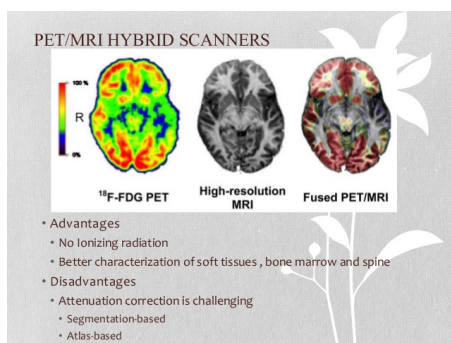 PET/MRI HYBRID SCANNERS
100 %
R
0%
18F-FDG PET
High-resolution
MRI
Fused PET/MRI
• Advantages
• No Ionizing radiation
• Better characterization of soft tissues , bone marrow and spine
• Disadvantages
• Attenuation correction is challenging
• Segmentation-based
• Atlas-based